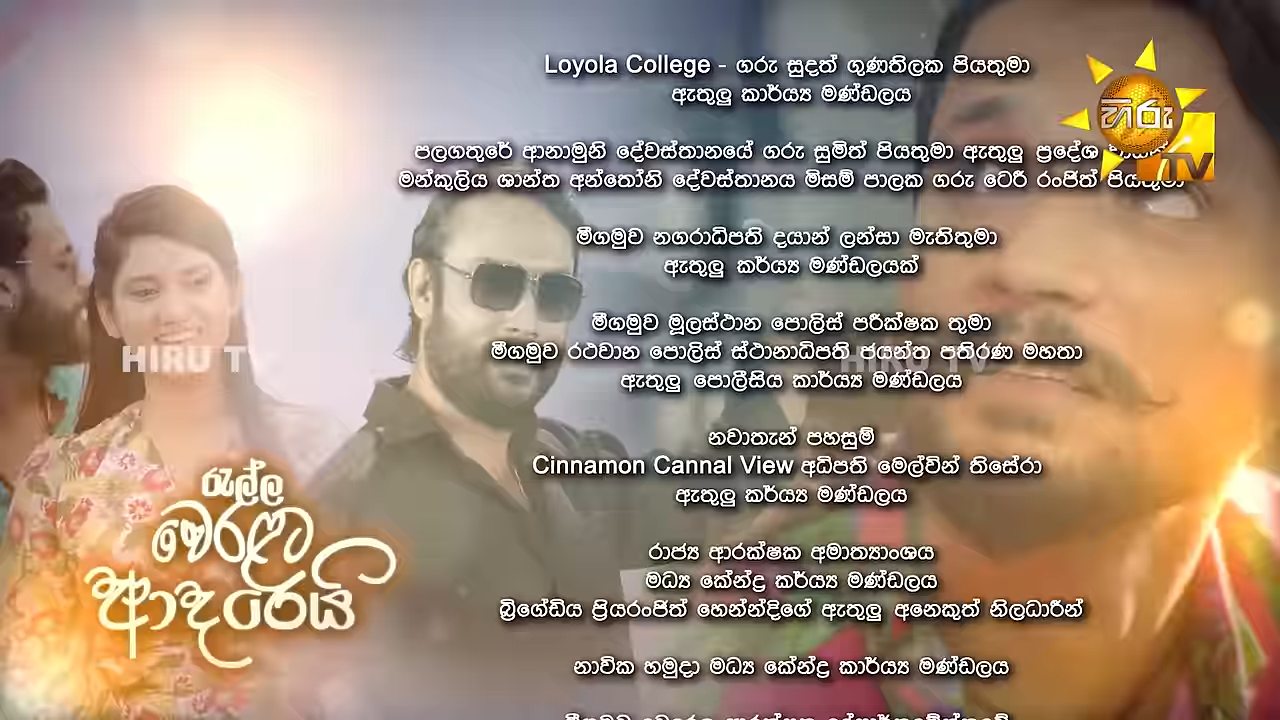 Loyola College - ගරු සුදත් ගුණතිලක පියතුමා
ඇතුලු කාර්ය්‍ය මණ්ඩලය
හිරු
TV
පලගතුරේ ආනාමුනි දේවස්තානයේ ගරු සුමිත් පියතුමා ඇතුලු ප්‍රදේශ
මන්කුලිය ශාන්ත අන්තෝනි දේවස්තානය මිසම් පාලක ගරු ටෙරී රංජිත් පියතුමා
මීගමුව නගරාධිපති දයාන් ලන්සා මැතිතුමා
ඇතුලු කර්ය්‍ය මණ්ඩලයක්
මීගමුව මූලස්ථාන පොලිස් පරීක්ෂක තුමා
මීගමුව රථවාන පොලිස් ස්ථානාධිපති ජයන්ත පතිරණ මහතා
ඇතුලු පොලීසිය කාර්ය්‍ය මණ්ඩලය
HIRU TV
HIRU TV
නවාතැන් පහසුම්
Cinnamon Cannal View අධිපති මෙල්වින් තිසේරා
ඇතුලු කර්ය්‍ය මණ්ඩලය
රැල්ල
වෙරළට
ආදරෙයි
රාජ්‍ය ආරක්ෂක අමාත්‍යාංශය
මධ්‍ය කේන්ද්‍ර කර්ය්‍ය මණ්ඩලය
බ්‍රිගේඩිය ප්‍රියරංජිත් හෙන්න්දිගේ ඇතුලු අනෙකුත් නිලධාරීන්
නාවික හමුදා මධ්‍ය කේන්ද්‍ර කාර්ය්‍ය මණ්ඩලය